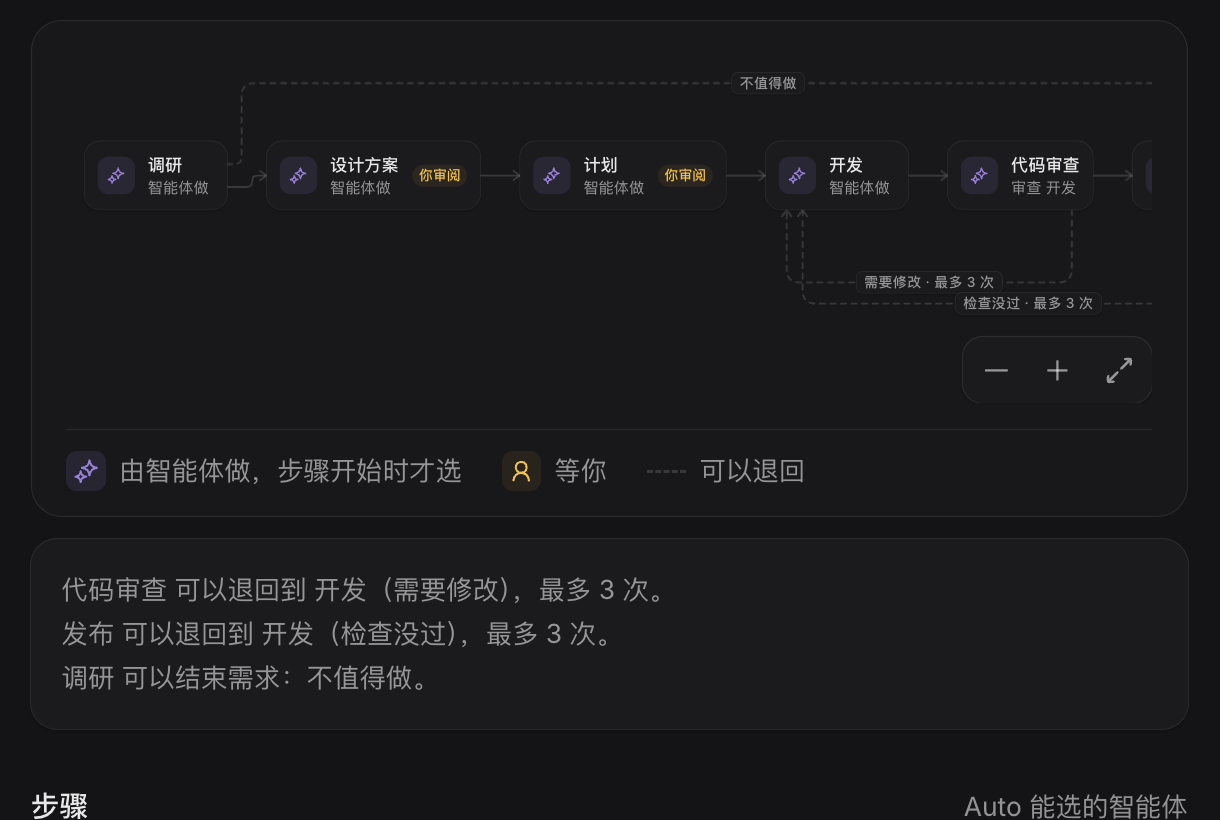 不值得做
调研
智能体做
设计方案
智能体做
你审阅
计划
智能体做
你审阅
开发
智能体做
代码审查
审查 开发
需要修改 · 最多 3 次
检查没过 · 最多 3 次
由智能体做，步骤开始时才选
等你
可以退回
代码审查 可以退回到 开发（需要修改），最多 3 次。
发布 可以退回到 开发（检查没过），最多 3 次。
调研 可以结束需求：不值得做。
步骤
Auto 能选的智能体